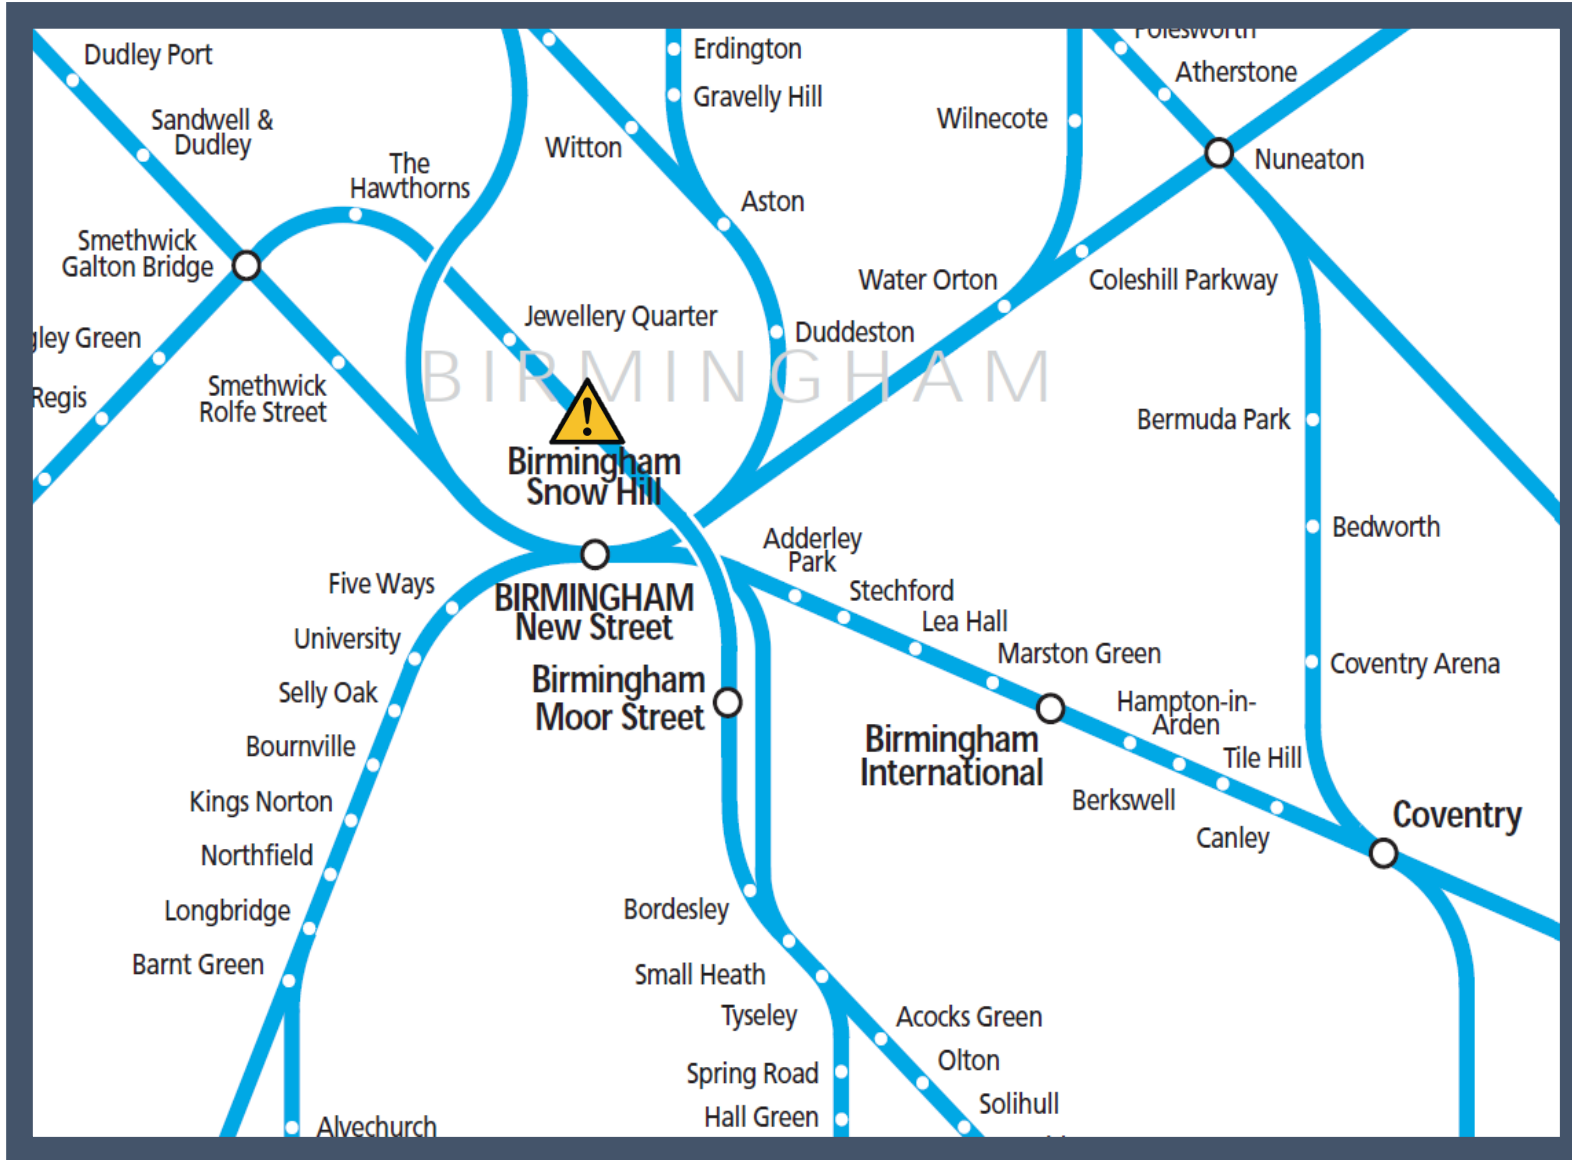 Polesworth
Dudley Port
Erdington
Atherstone
Gravelly Hill
Sandwell &
Dudley
Wilnecote
Witton
Nuneaton
The
Hawthorns
Aston
Smethwick
Galton Bridge
Water Orton
Coleshill Parkway
Jewellery Quarter
gley Green
Duddeston
BIRMINGHAM
Smethwick
Rolfe Street
Regis
!
Bermuda Park
Birmingham
Snow Hill
Bedworth
Adderley
Park
Five Ways
Stechford
BIRMINGHAM
New Street
Lea Hall
University
Marston Green
Coventry Arena
Birmingham
Moor Street
Selly Oak
Hampton-in-
Arden
Bournville
Birmingham
International
Tile Hill
Kings Norton
Berkswell
Coventry
Canley
Northfield
Longbridge
Bordesley
Barnt Green
Small Heath
Tyseley
Acocks Green
Olton
Spring Road
Solihull
Hall Green
Alvechurch